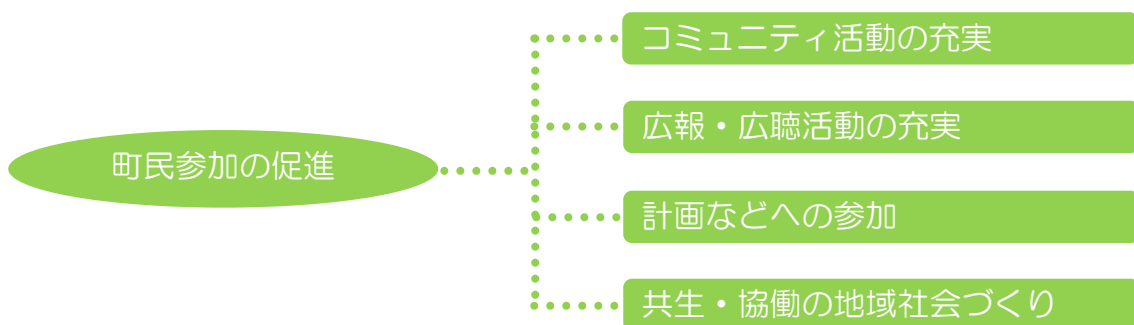 町民参加の促進
コミュニティ活動の充実
広報・広聴活動の充実
計画などへの参加
共生・協働の地域社会づくり